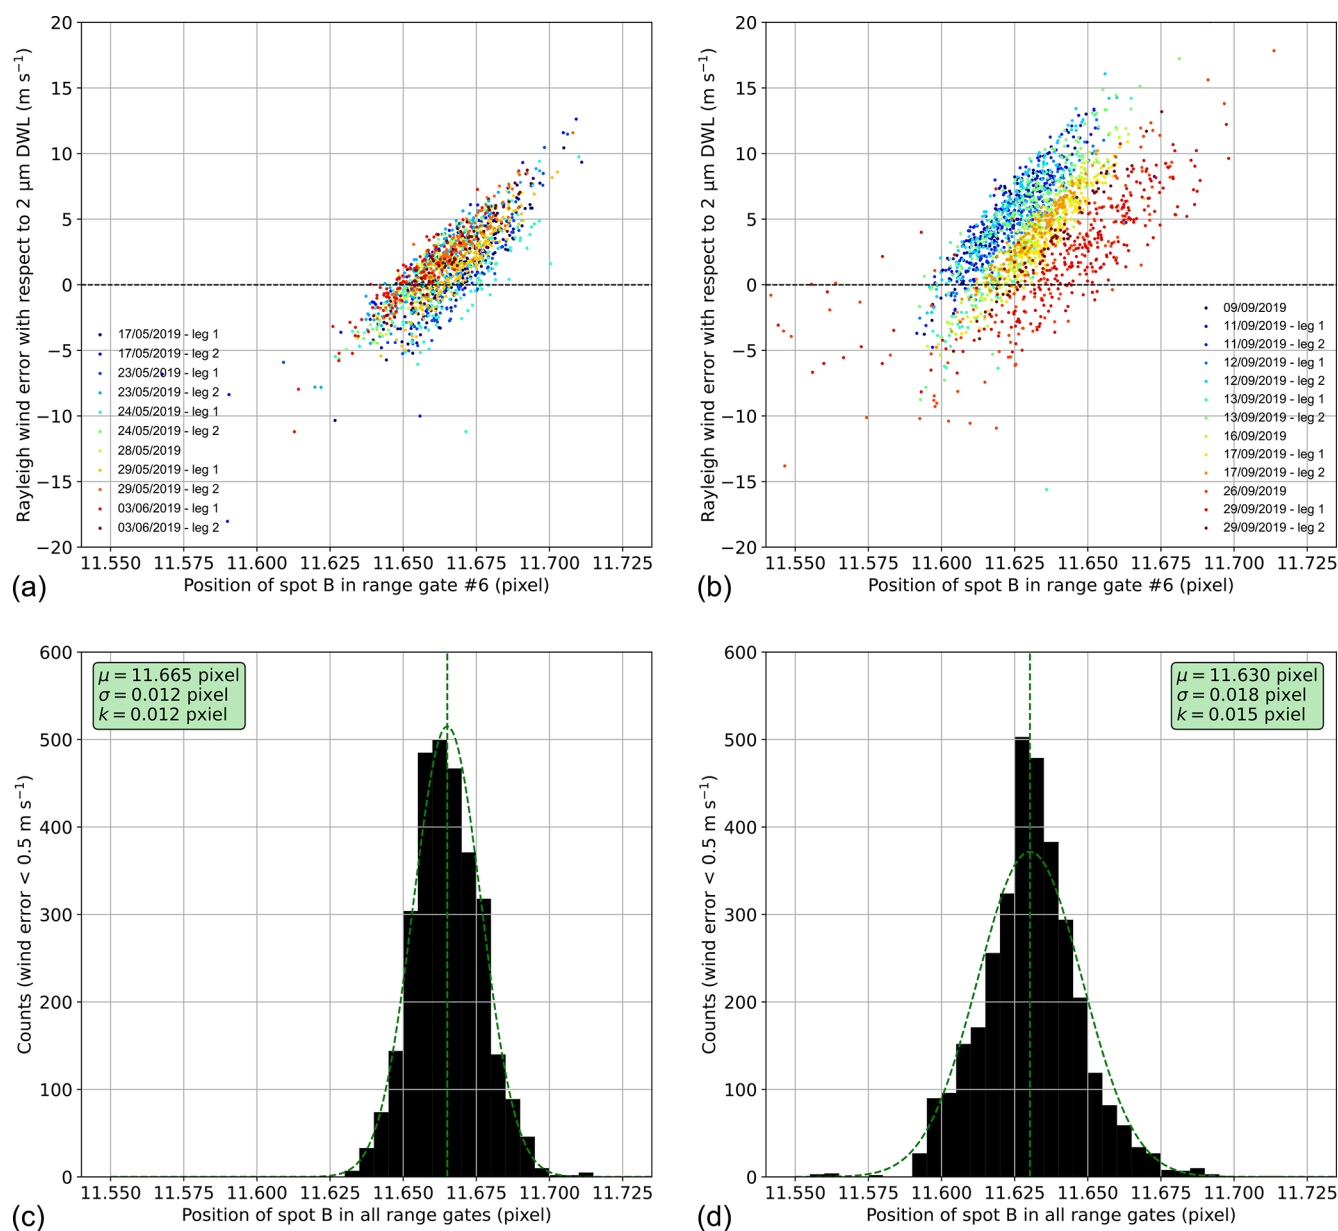 20
15
10
5
0
−5
−10
−15
−20
Rayleigh wind error with respect to 2 μm DWL (m s⁻¹)
17/05/2019 - leg 1
17/05/2019 - leg 2
23/05/2019 - leg 1
23/05/2019 - leg 2
24/05/2019 - leg 1
24/05/2019 - leg 2
28/05/2019
29/05/2019 - leg 1
29/05/2019 - leg 2
03/06/2019 - leg 1
03/06/2019 - leg 2
11.550 11.575 11.600 11.625 11.650 11.675 11.700 11.725
Position of spot B in range gate #6 (pixel)
(a)
20
15
10
5
0
−5
−10
−15
−20
Rayleigh wind error with respect to 2 μm DWL (m s⁻¹)
09/09/2019
11/09/2019 - leg 1
11/09/2019 - leg 2
12/09/2019 - leg 1
12/09/2019 - leg 2
13/09/2019 - leg 1
13/09/2019 - leg 2
16/09/2019
17/09/2019 - leg 1
17/09/2019 - leg 2
26/09/2019
29/09/2019 - leg 1
29/09/2019 - leg 2
11.550 11.575 11.600 11.625 11.650 11.675 11.700 11.725
Position of spot B in range gate #6 (pixel)
(b)
600
500
400
300
200
100
0
Counts (wind error < 0.5 m s⁻¹)
μ = 11.665 pixel
σ = 0.012 pixel
k = 0.012 pxiel
11.550 11.575 11.600 11.625 11.650 11.675 11.700 11.725
Position of spot B in all range gates (pixel)
(c)
600
500
400
300
200
100
0
Counts (wind error < 0.5 m s⁻¹)
μ = 11.630 pixel
σ = 0.018 pixel
k = 0.015 pxiel
11.550 11.575 11.600 11.625 11.650 11.675 11.700 11.725
Position of spot B in all range gates (pixel)
(d)